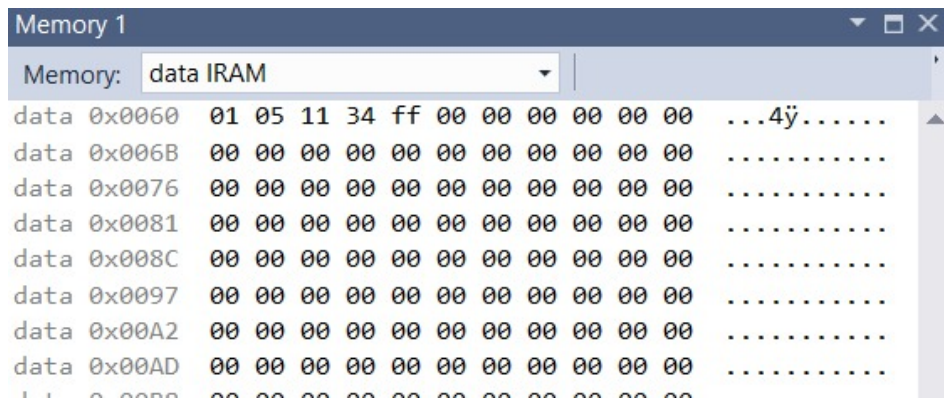 Memory 1
Memory: data IRAM
data 0x0060 01 05 11 34 ff 00 00 00 00 00 00 ...4ÿ......
data 0x006B 00 00 00 00 00 00 00 00 00 00 00 ...........
data 0x0076 00 00 00 00 00 00 00 00 00 00 00 ...........
data 0x0081 00 00 00 00 00 00 00 00 00 00 00 ...........
data 0x008C 00 00 00 00 00 00 00 00 00 00 00 ...........
data 0x0097 00 00 00 00 00 00 00 00 00 00 00 ...........
data 0x00A2 00 00 00 00 00 00 00 00 00 00 00 ...........
data 0x00AD 00 00 00 00 00 00 00 00 00 00 00 ...........